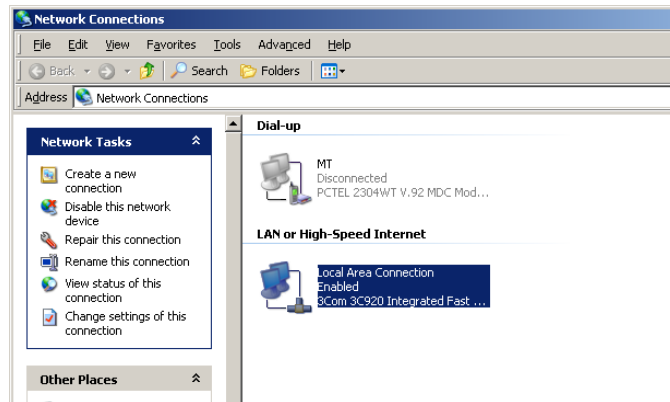 Network Connections
File Edit View Favorites Tools Advanced Help
Back Search Folders
Address Network Connections
Network Tasks
Create a new
connection
Disable this network
device
Repair this connection
Rename this connection
View status of this
connection
Change settings of this
connection
Other Places
Dial-up
MT
Disconnected
PCTEL 2304WT V.92 MDC Mod...
LAN or High-Speed Internet
Local Area Connection
Enabled
3Com 3C920 Integrated Fast ...